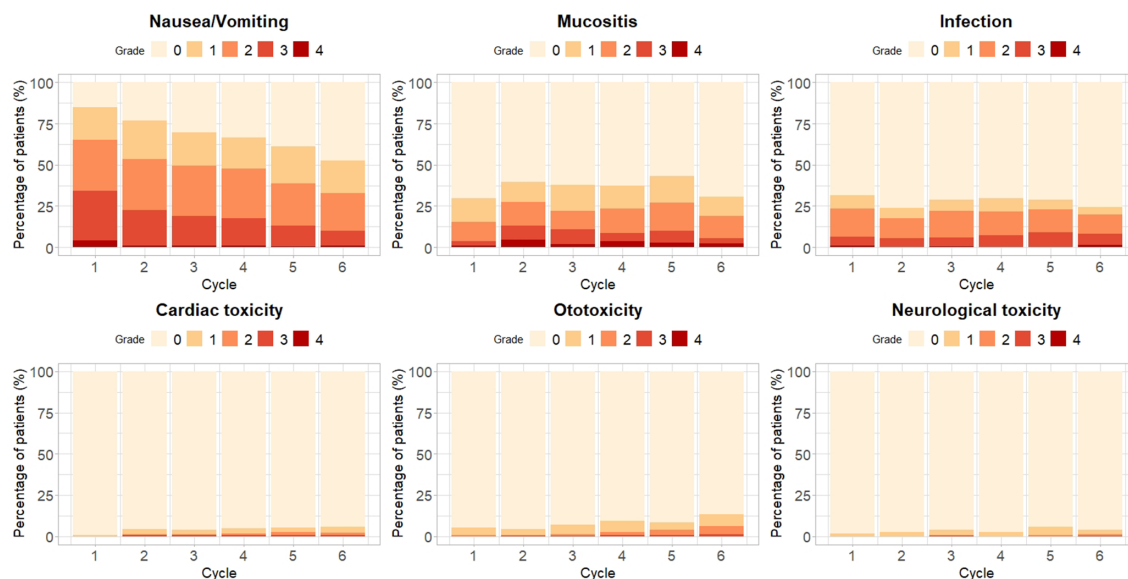 Nausea/Vomiting
Grade 0 1 2 3 4
Percentage of patients (%)
100
75
50
25
0
1 2 3 4 5 6
Cycle
Mucositis
Grade 0 1 2 3 4
Percentage of patients (%)
100
75
50
25
0
1 2 3 4 5 6
Cycle
Infection
Grade 0 1 2 3 4
Percentage of patients (%)
100
75
50
25
0
1 2 3 4 5 6
Cycle
Cardiac toxicity
Grade 0 1 2 3 4
Percentage of patients (%)
100
75
50
25
0
1 2 3 4 5 6
Cycle
Ototoxicity
Grade 0 1 2 3 4
Percentage of patients (%)
100
75
50
25
0
1 2 3 4 5 6
Cycle
Neurological toxicity
Grade 0 1 2 3 4
Percentage of patients (%)
100
75
50
25
0
1 2 3 4 5 6
Cycle